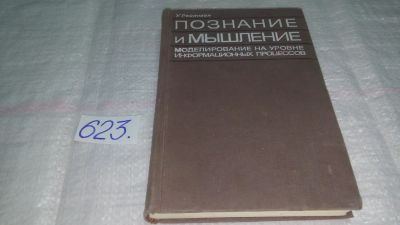 У.Рейтман
ПОЗНАНИЕ
И МЫШЛЕНИЕ
МОДЕЛИРОВАНИЕ НА УРОВНЕ
ИНФОРМАЦИОННЫХ ПРОЦЕССОВ
623.